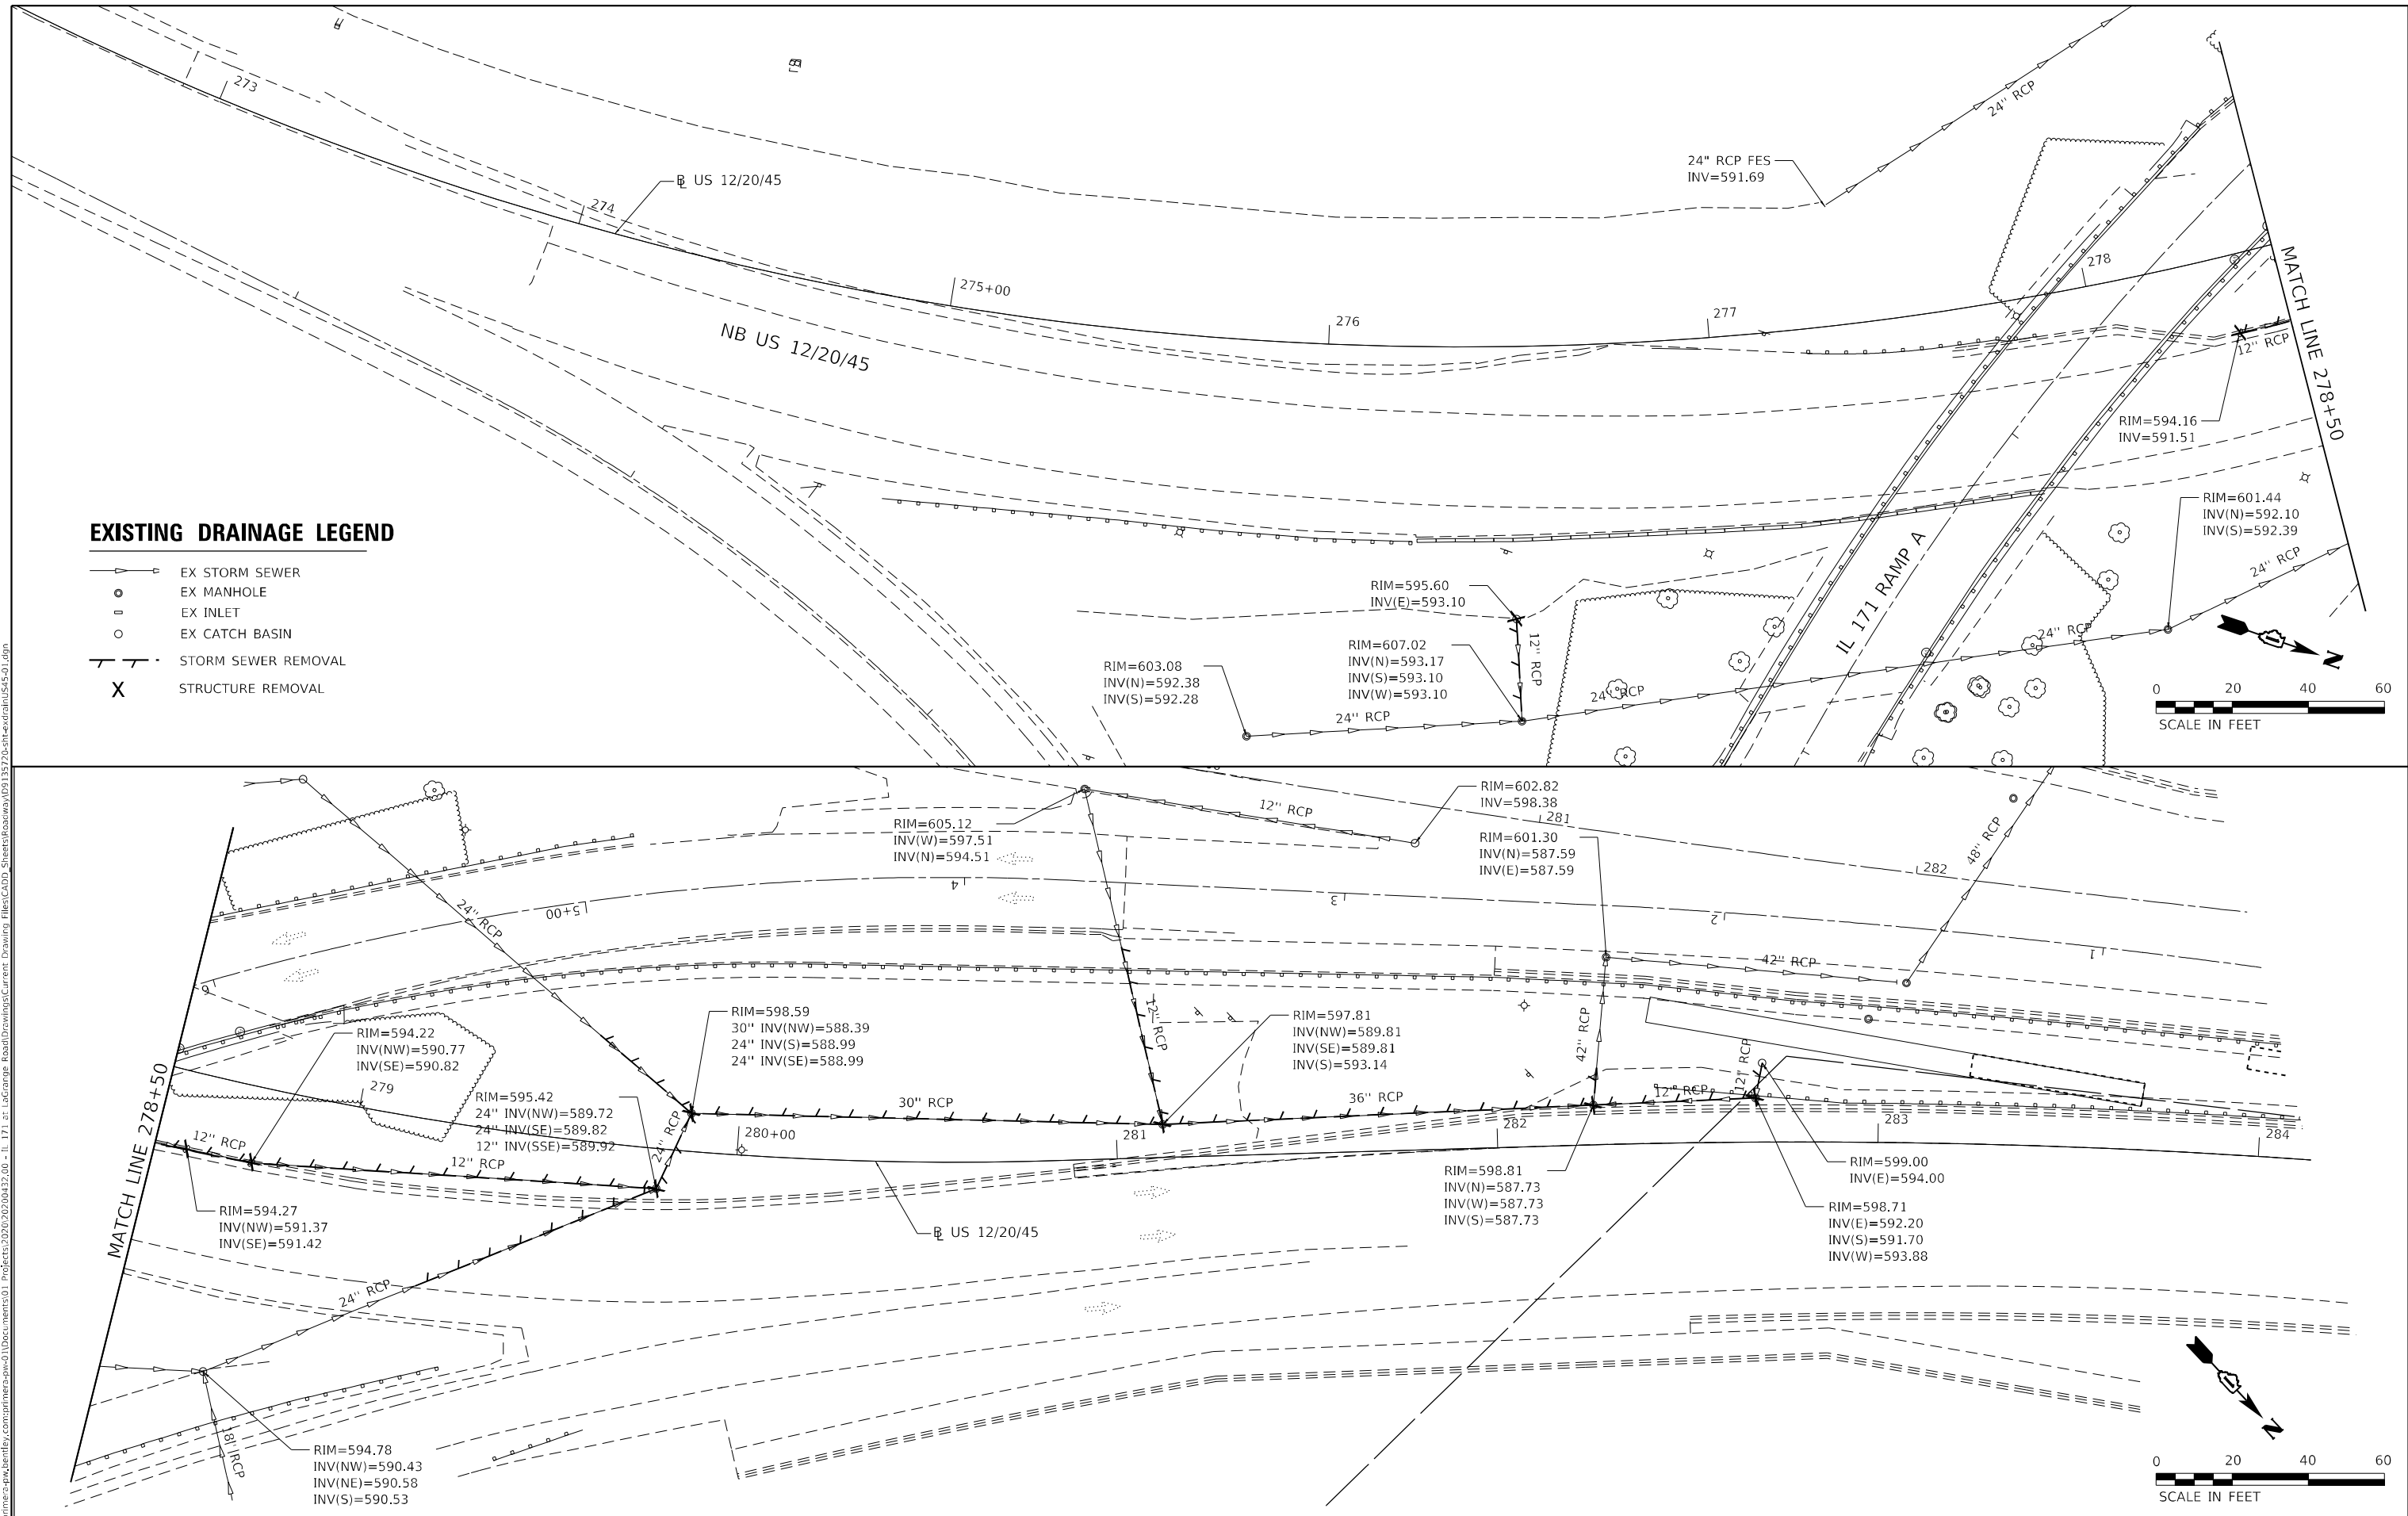 273
274
275+00
276
277
278
℄ US 12/20/45
NB US 12/20/45
24" RCP
24" RCP FES
INV=591.69
MATCH LINE 278+50
12" RCP
RIM=594.16
INV=591.51
RIM=601.44
INV(N)=592.10
INV(S)=592.39
24" RCP
IL 171 RAMP A
RIM=595.60
INV(E)=593.10
12" RCP
RIM=607.02
INV(N)=593.17
INV(S)=593.10
INV(W)=593.10
RIM=603.08
INV(N)=592.38
INV(S)=592.28
24" RCP
24" RCP
24" RCP
EXISTING DRAINAGE LEGEND
EX STORM SEWER
EX MANHOLE
EX INLET
EX CATCH BASIN
STORM SEWER REMOVAL
X STRUCTURE REMOVAL
N
0 20 40 60
SCALE IN FEET
RIM=602.82
INV=598.38
12" RCP
281
282
RIM=605.12
INV(W)=597.51
INV(N)=594.51
RIM=601.30
INV(N)=587.59
INV(E)=587.59
48" RCP
24" RCP
6
5+00
4
3
2
1
42" RCP
RIM=598.59
30" INV(NW)=588.39
24" INV(S)=588.99
24" INV(SE)=588.99
RIM=594.22
INV(NW)=590.77
INV(SE)=590.82
12" RCP
RIM=597.81
INV(NW)=589.81
INV(SE)=589.81
INV(S)=593.14
42" RCP
12" RCP
12" RCP
MATCH LINE 278+50
279
RIM=595.42
24" INV(NW)=589.72
24" INV(SE)=589.82
12" INV(SSE)=589.92
24" RCP
30" RCP
36" RCP
280+00
281
282
283
284
12" RCP
12" RCP
RIM=594.27
INV(NW)=591.37
INV(SE)=591.42
℄ US 12/20/45
RIM=598.81
INV(N)=587.73
INV(W)=587.73
INV(S)=587.73
RIM=599.00
INV(E)=594.00
RIM=598.71
INV(E)=592.20
INV(S)=591.70
INV(W)=593.88
24" RCP
18" RCP
RIM=594.78
INV(NW)=590.43
INV(NE)=590.58
INV(S)=590.53
N
0 20 40 60
SCALE IN FEET